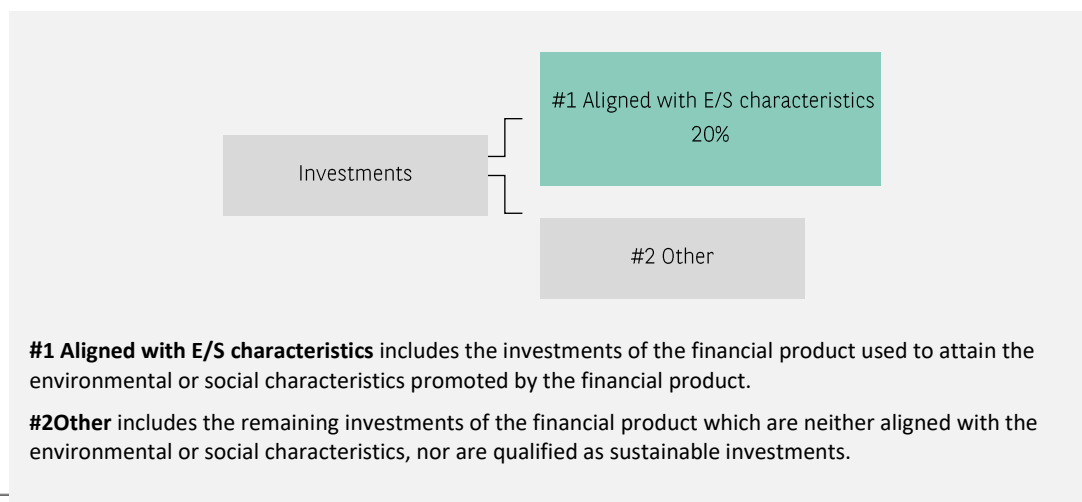 #1 Aligned with E/S characteristics
20%
Investments
#2 Other
#1 Aligned with E/S characteristics includes the investments of the financial product used to attain the
environmental or social characteristics promoted by the financial product.
#2Other includes the remaining investments of the financial product which are neither aligned with the
environmental or social characteristics, nor are qualified as sustainable investments.